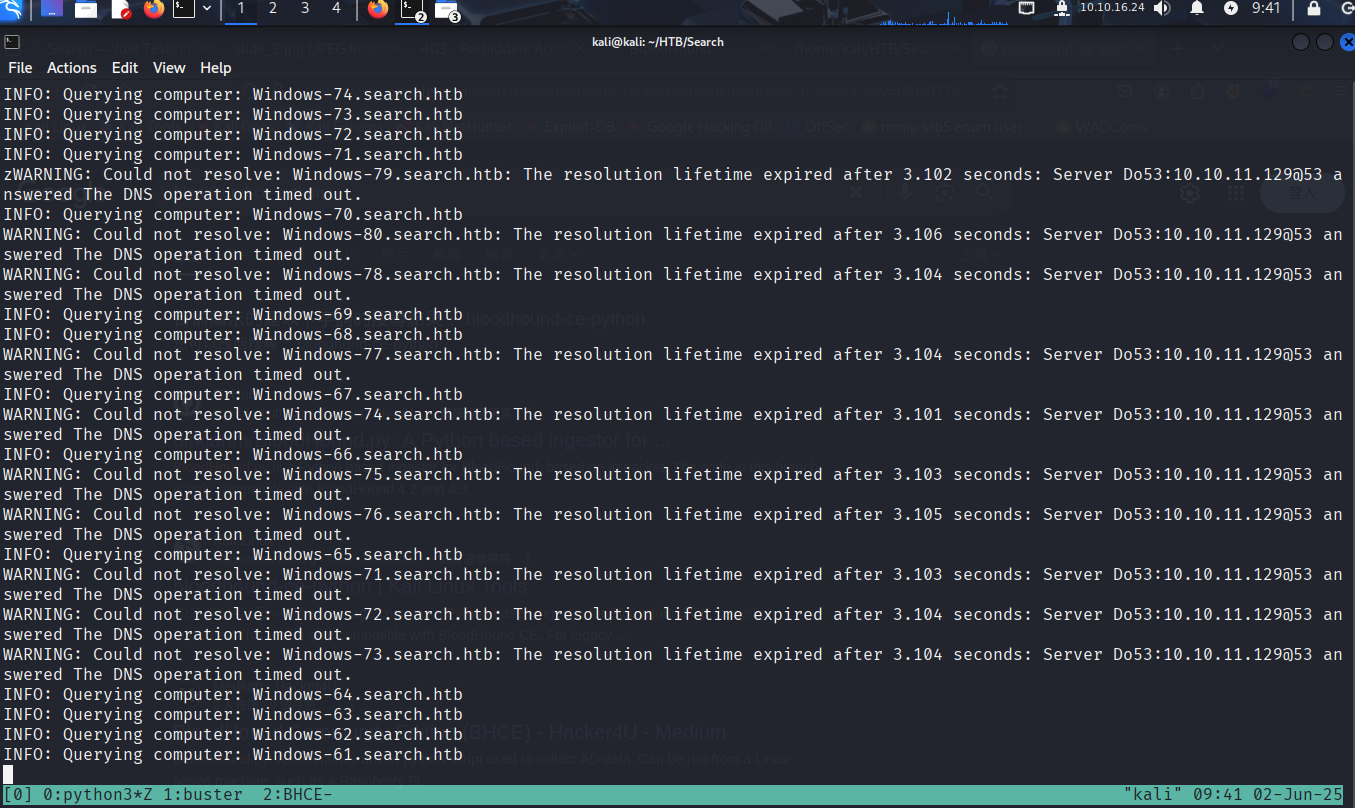 1 2 3 4
2
3
10.10.16.24
9:41
kali@kali: ~/HTB/Search
File Actions Edit View Help
INFO: Querying computer: Windows-74.search.htb
INFO: Querying computer: Windows-73.search.htb
INFO: Querying computer: Windows-72.search.htb
INFO: Querying computer: Windows-71.search.htb
zWARNING: Could not resolve: Windows-79.search.htb: The resolution lifetime expired after 3.102 seconds: Server Do53:10.10.11.129@53 a
nswered The DNS operation timed out.
INFO: Querying computer: Windows-70.search.htb
WARNING: Could not resolve: Windows-80.search.htb: The resolution lifetime expired after 3.106 seconds: Server Do53:10.10.11.129@53 an
swered The DNS operation timed out.
WARNING: Could not resolve: Windows-78.search.htb: The resolution lifetime expired after 3.104 seconds: Server Do53:10.10.11.129@53 an
swered The DNS operation timed out.
INFO: Querying computer: Windows-69.search.htb
INFO: Querying computer: Windows-68.search.htb
WARNING: Could not resolve: Windows-77.search.htb: The resolution lifetime expired after 3.104 seconds: Server Do53:10.10.11.129@53 an
swered The DNS operation timed out.
INFO: Querying computer: Windows-67.search.htb
WARNING: Could not resolve: Windows-74.search.htb: The resolution lifetime expired after 3.101 seconds: Server Do53:10.10.11.129@53 an
swered The DNS operation timed out.
INFO: Querying computer: Windows-66.search.htb
WARNING: Could not resolve: Windows-75.search.htb: The resolution lifetime expired after 3.103 seconds: Server Do53:10.10.11.129@53 an
swered The DNS operation timed out.
WARNING: Could not resolve: Windows-76.search.htb: The resolution lifetime expired after 3.105 seconds: Server Do53:10.10.11.129@53 an
swered The DNS operation timed out.
INFO: Querying computer: Windows-65.search.htb
WARNING: Could not resolve: Windows-71.search.htb: The resolution lifetime expired after 3.103 seconds: Server Do53:10.10.11.129@53 an
swered The DNS operation timed out.
WARNING: Could not resolve: Windows-72.search.htb: The resolution lifetime expired after 3.104 seconds: Server Do53:10.10.11.129@53 an
swered The DNS operation timed out.
WARNING: Could not resolve: Windows-73.search.htb: The resolution lifetime expired after 3.104 seconds: Server Do53:10.10.11.129@53 an
swered The DNS operation timed out.
INFO: Querying computer: Windows-64.search.htb
INFO: Querying computer: Windows-63.search.htb
INFO: Querying computer: Windows-62.search.htb
INFO: Querying computer: Windows-61.search.htb
[0] 0:python3*Z 1:buster 2:BHCE- "kali" 09:41 02-Jun-25